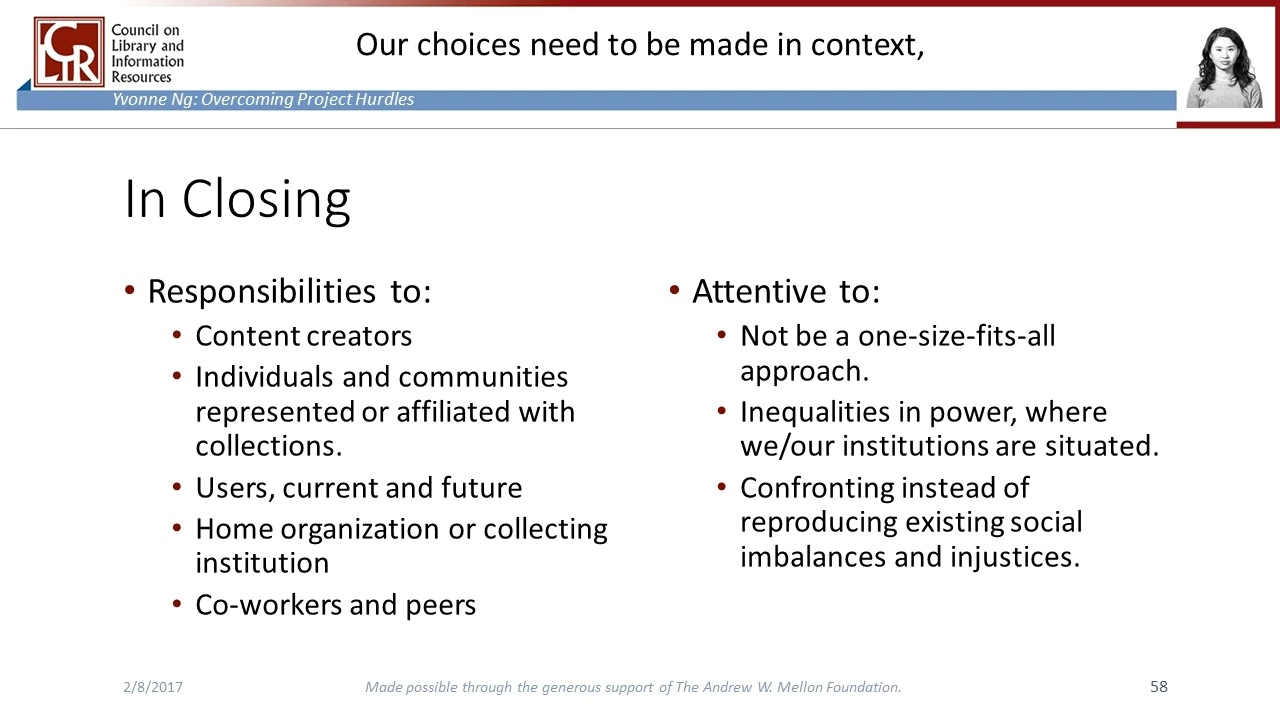 CLIR
Council on
Library and
Information
Resources
Our choices need to be made in context,
Yvonne Ng: Overcoming Project Hurdles
In Closing
• Responsibilities to:
• Content creators
• Individuals and communities
represented or affiliated with
collections.
• Users, current and future
• Home organization or collecting
institution
• Co-workers and peers
• Attentive to:
• Not be a one-size-fits-all
approach.
• Inequalities in power, where
we/our institutions are situated.
• Confronting instead of
reproducing existing social
imbalances and injustices.
2/8/2017
Made possible through the generous support of The Andrew W. Mellon Foundation.
58